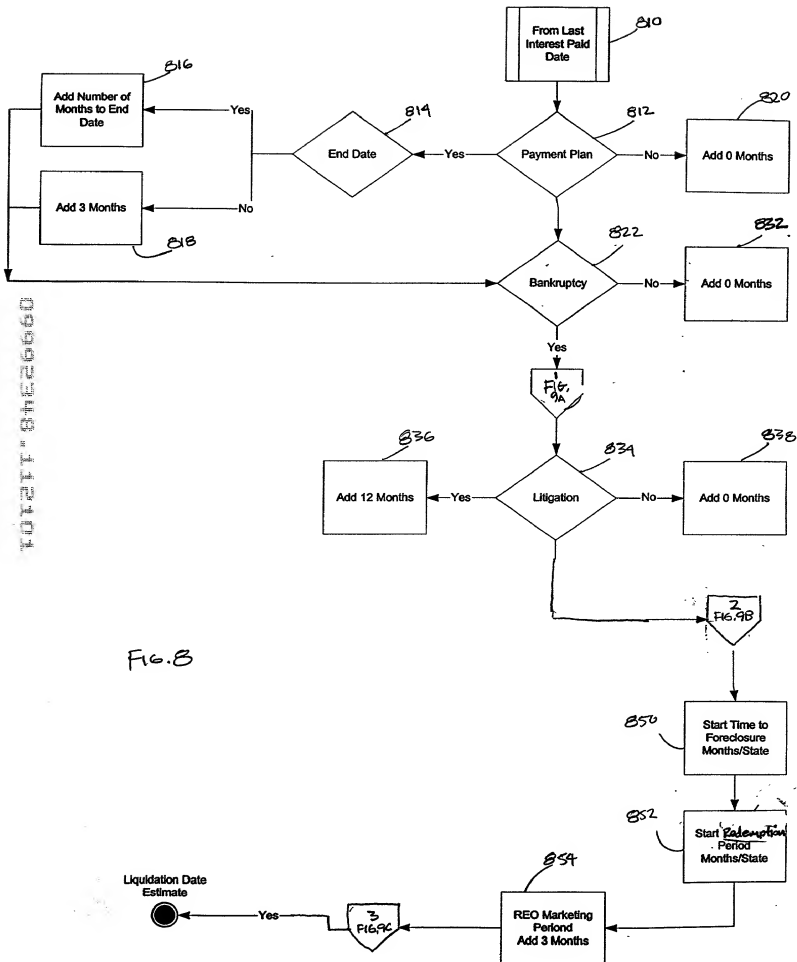 810
From Last
Interest Paid
Date
816
Add Number of
Months to End
Date
Yes
814
End Date
Yes
812
Payment Plan
No
820
Add 0 Months
Add 3 Months
No
818
822
Bankruptcy
No
832
Add 0 Months
Yes
1
FIG.
9A
836
Add 12 Months
Yes
834
Litigation
No
838
Add 0 Months
2
FIG.9B
FIG.8
850
Start Time to
Foreclosure
Months/State
852
Start Redemption
Period
Months/State
854
REO Marketing
Periond
Add 3 Months
3
FIG.9C
Yes
Liquidation Date
Estimate